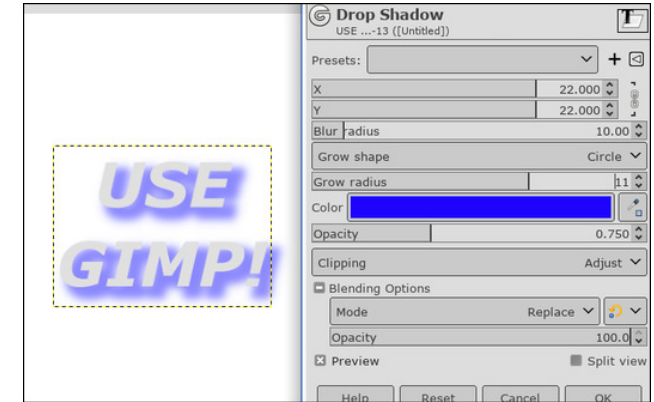 Drop Shadow
USE ...-13 ([Untitled])
Presets:
X 22.000
Y 22.000
Blur radius 10.00
Grow shape Circle
Grow radius 11
Color
Opacity 0.750
Clipping Adjust
Blending Options
Mode Replace
Opacity 100.0
Preview Split view
Help Reset Cancel OK
USE
GIMP!